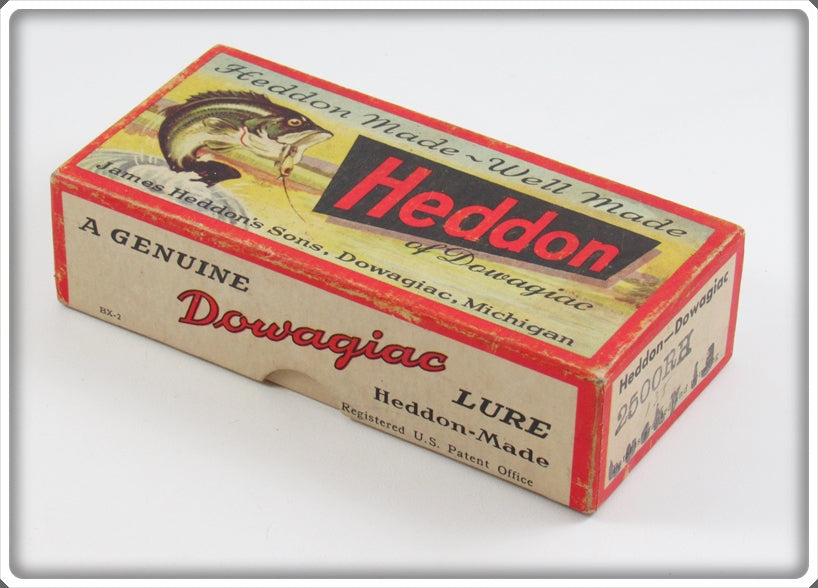 Heddon Made ~ Well Made
Heddon
of Dowagiac
James Heddon's Sons, Dowagiac, Michigan
A GENUINE
Dowagiac
LURE
BX-2
Heddon-Made
Registered U.S. Patent Office
Heddon—Dowagiac
2500RH